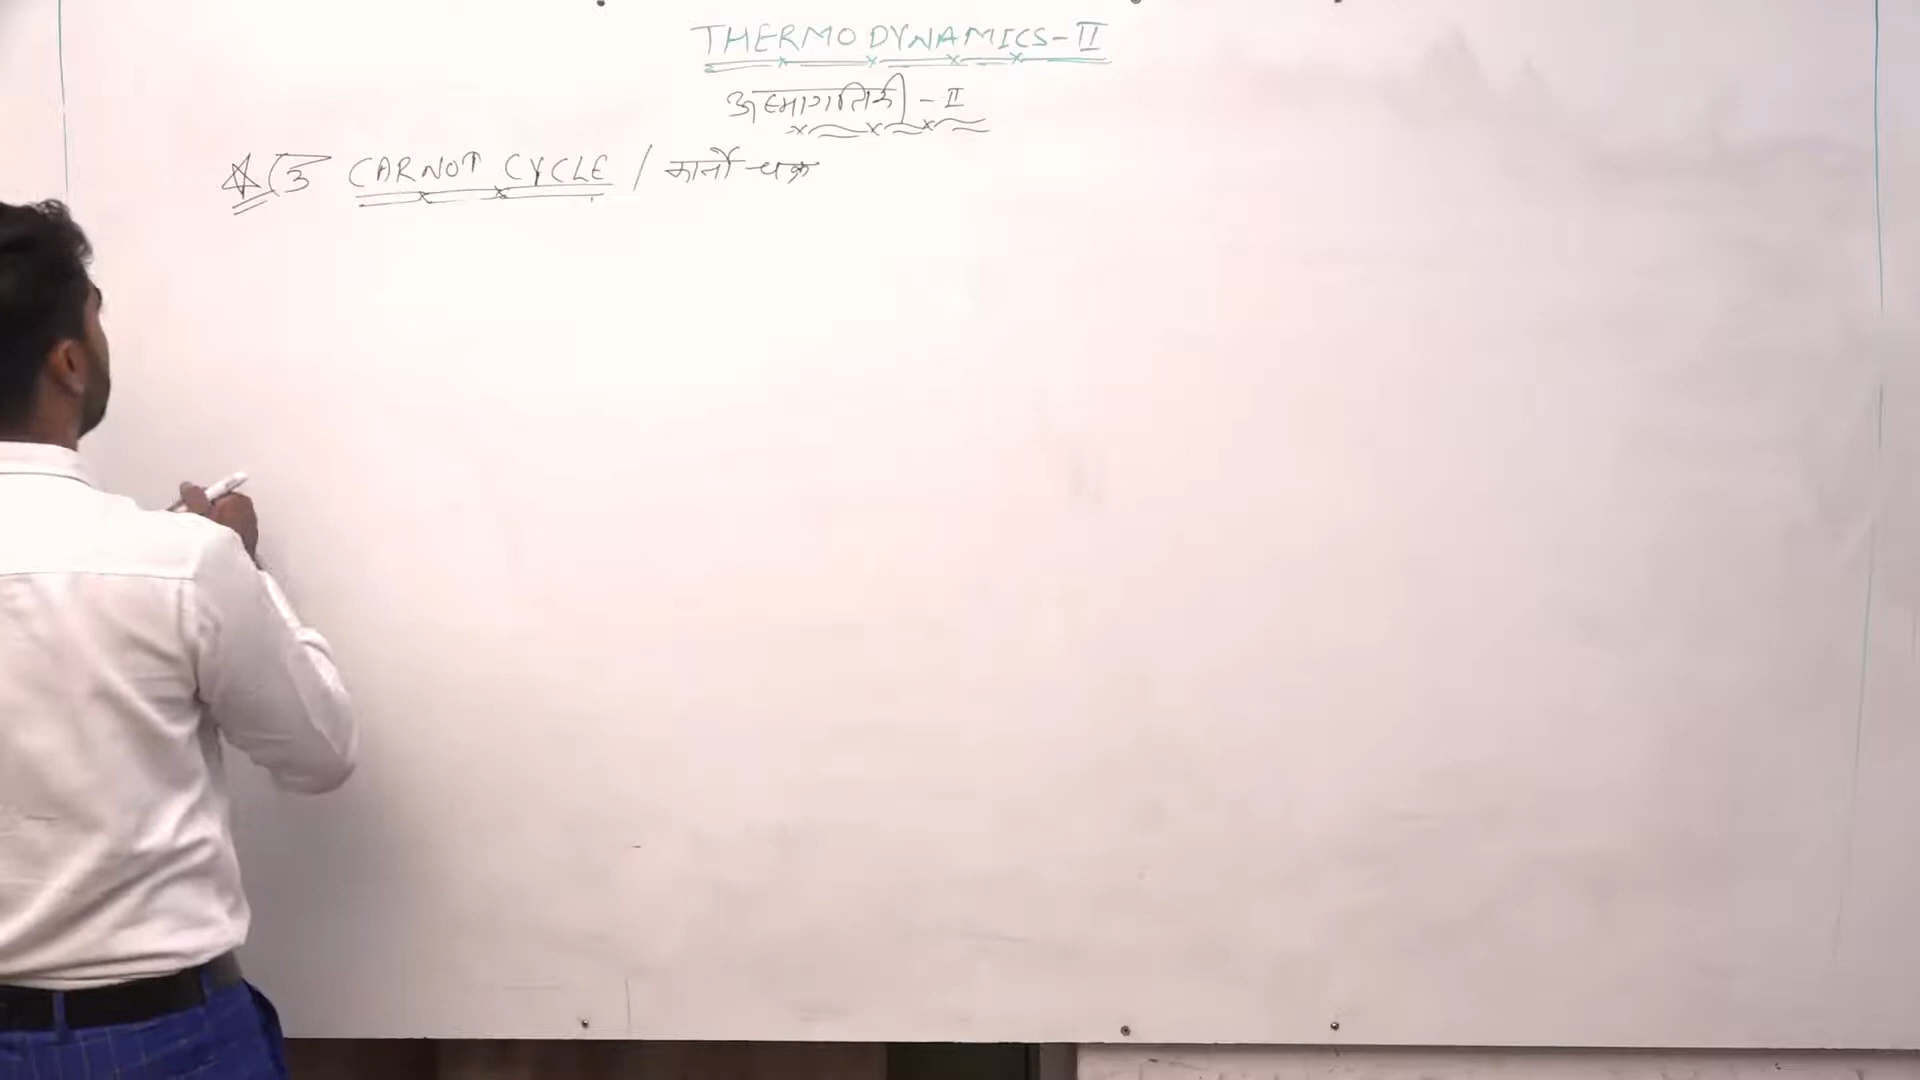 THERMODYNAMICS-II
ऊष्मागतिकी - II
(3 CARNOT CYCLE / कार्नो चक्र